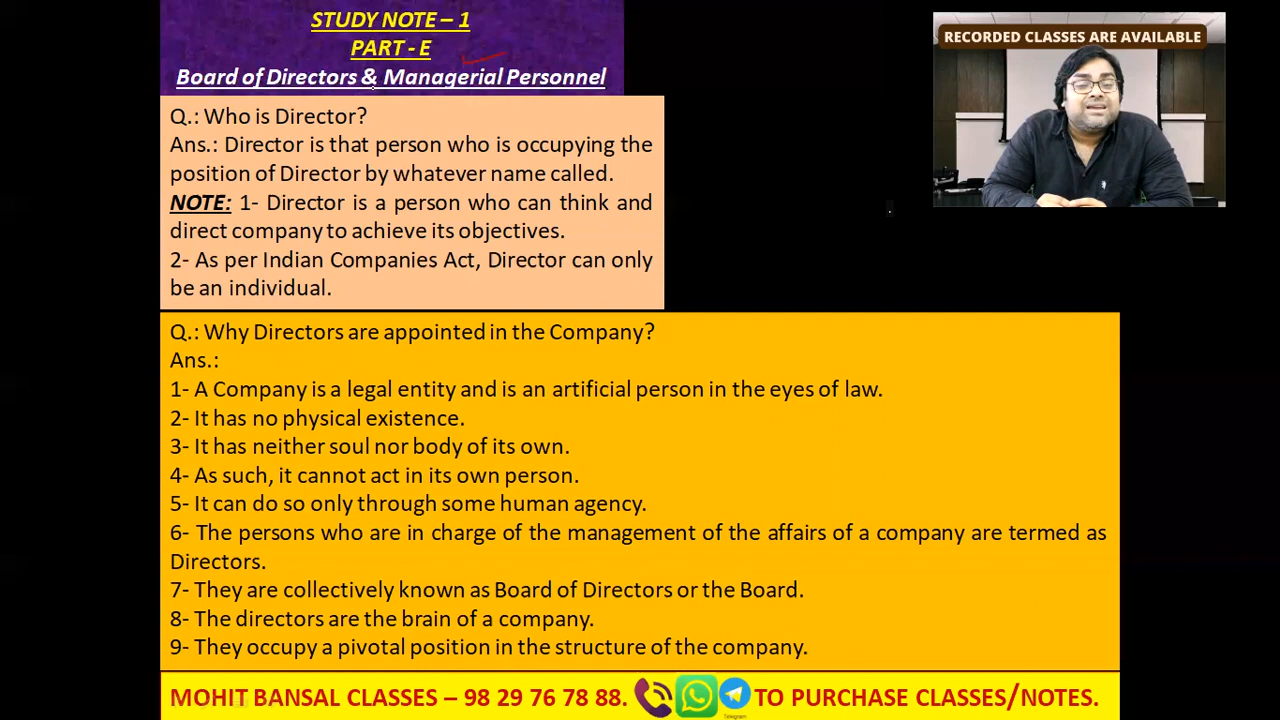 STUDY NOTE – 1
PART - E
Board of Directors & Managerial Personnel
RECORDED CLASSES ARE AVAILABLE
Q.: Who is Director?
Ans.: Director is that person who is occupying the
position of Director by whatever name called.
NOTE: 1- Director is a person who can think and
direct company to achieve its objectives.
2- As per Indian Companies Act, Director can only
be an individual.
Q.: Why Directors are appointed in the Company?
Ans.:
1- A Company is a legal entity and is an artificial person in the eyes of law.
2- It has no physical existence.
3- It has neither soul nor body of its own.
4- As such, it cannot act in its own person.
5- It can do so only through some human agency.
6- The persons who are in charge of the management of the affairs of a company are termed as
Directors.
7- They are collectively known as Board of Directors or the Board.
8- The directors are the brain of a company.
9- They occupy a pivotal position in the structure of the company.
MOHIT BANSAL CLASSES – 98 29 76 78 88. TO PURCHASE CLASSES/NOTES.
Telegram